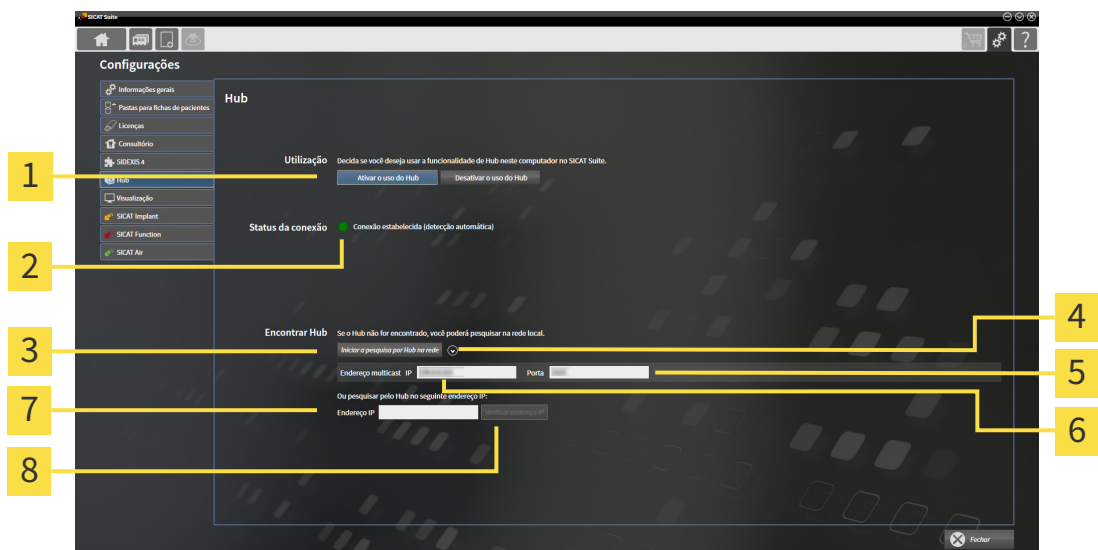 SICAT Suite
?
Configurações
Informações gerais
Pastas para fichas de pacientes
Licenças
Consultório
SIDEXIS 4
Hub
Visualização
SICAT Implant
SICAT Function
SICAT Air
Hub
Utilização Decida se você deseja usar a funcionalidade de Hub neste computador no SICAT Suite.
Ativar o uso do Hub Desativar o uso do Hub
Status da conexão Conexão estabelecida (detecção automática)
Encontrar Hub Se o Hub não for encontrado, você poderá pesquisar na rede local.
Iniciar a pesquisa por Hub na rede
Endereço multicast IP Porta
Ou pesquisar pelo Hub no seguinte endereço IP:
Endereço IP Verificar endereço IP
Fechar
1
2
3
4
5
6
7
8